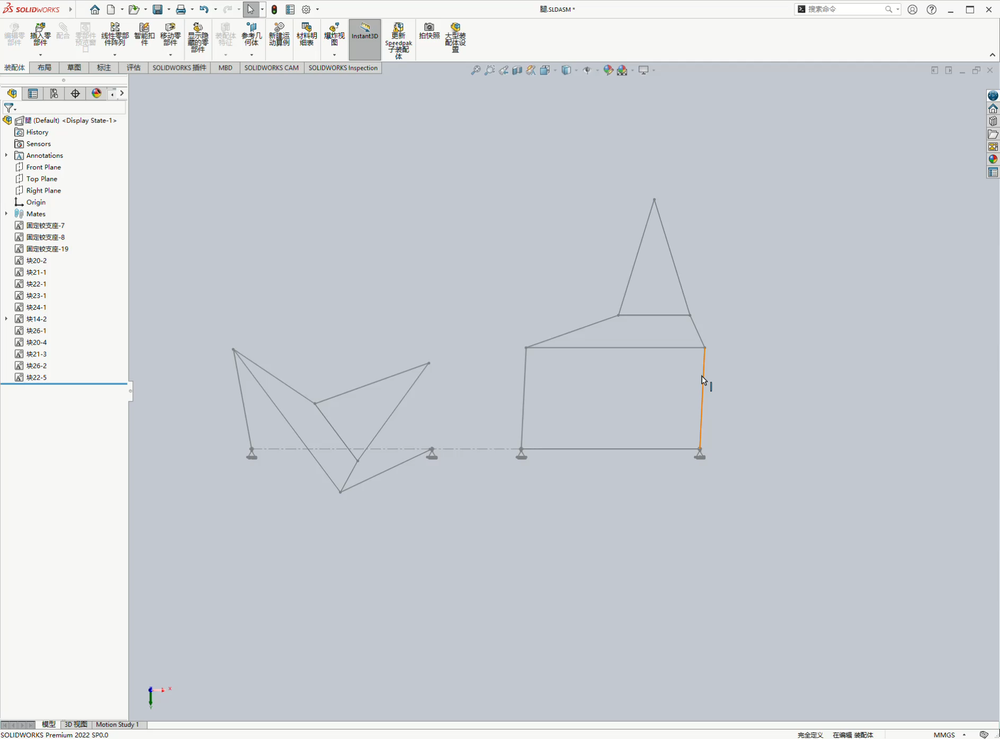 SOLIDWORKS
腿.SLDASM *
搜索命令
编辑零部件
插入零部件
配合
零部件预览窗口
线性零部件阵列
智能扣件
移动零部件
显示隐藏的零部件
装配体特征
参考几何体
新建运动算例
材料明细表
爆炸视图
Instant3D
更新 Speedpak 子装配体
拍快照
大型装配体设置
装配体
布局
草图
标注
评估
SOLIDWORKS 插件
MBD
SOLIDWORKS CAM
SOLIDWORKS Inspection
腿 (Default) <Display State-1>
History
Sensors
Annotations
Front Plane
Top Plane
Right Plane
Origin
Mates
固定铰支座-7
固定铰支座-8
固定铰支座-19
块20-2
块21-1
块22-1
块23-1
块24-1
块14-2
块26-1
块20-4
块21-3
块26-2
块22-5
Z
X
Y
模型
3D 视图
Motion Study 1
SOLIDWORKS Premium 2022 SP0.0
完全定义
在编辑 装配体
MMGS